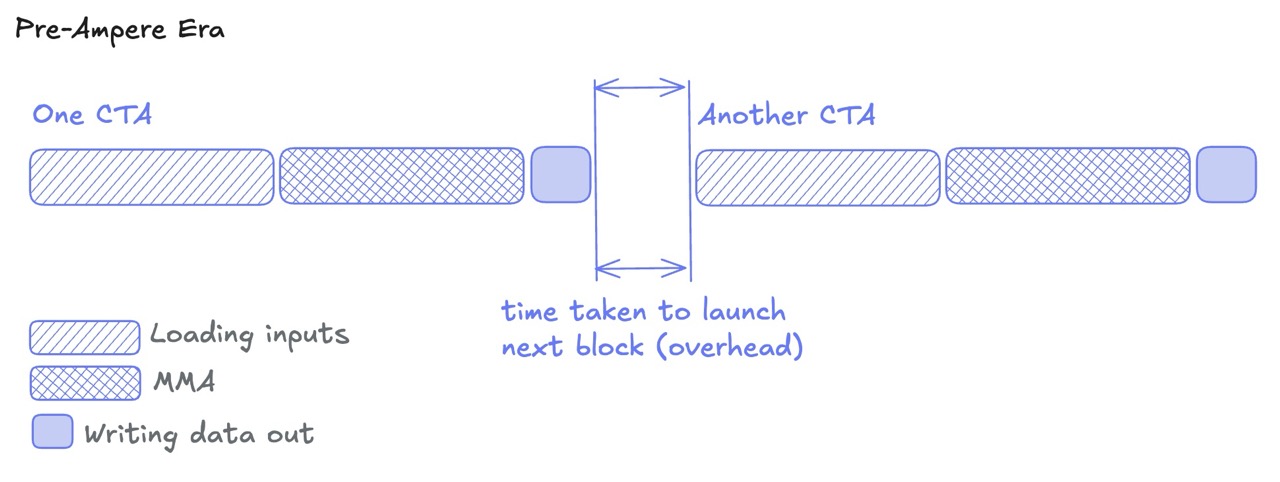 Pre-Ampere Era
One CTA
Another CTA
time taken to launch
next block (overhead)
Loading inputs
MMA
Writing data out